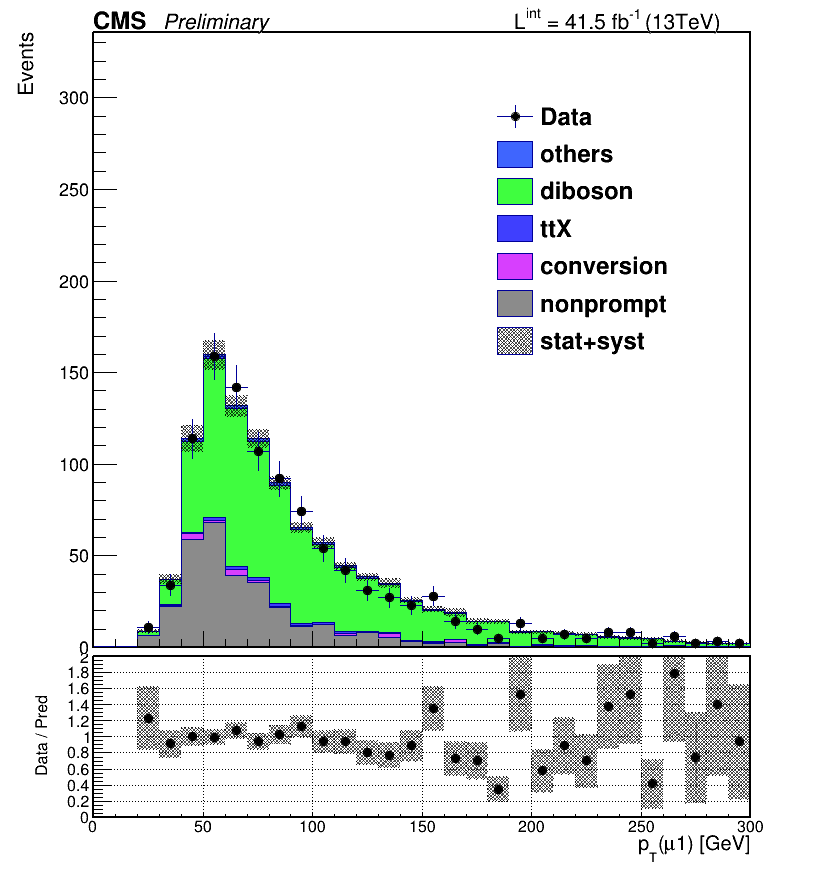 CMS Preliminary L^int = 41.5 fb^-1 (13TeV)
Events
300
250
200
150
100
50
0
Data
others
diboson
ttX
conversion
nonprompt
stat+syst
Data / Pred
2
1.8
1.6
1.4
1.2
1
0.8
0.6
0.4
0.2
0
0 50 100 150 200 250 300
p_T(μ1) [GeV]